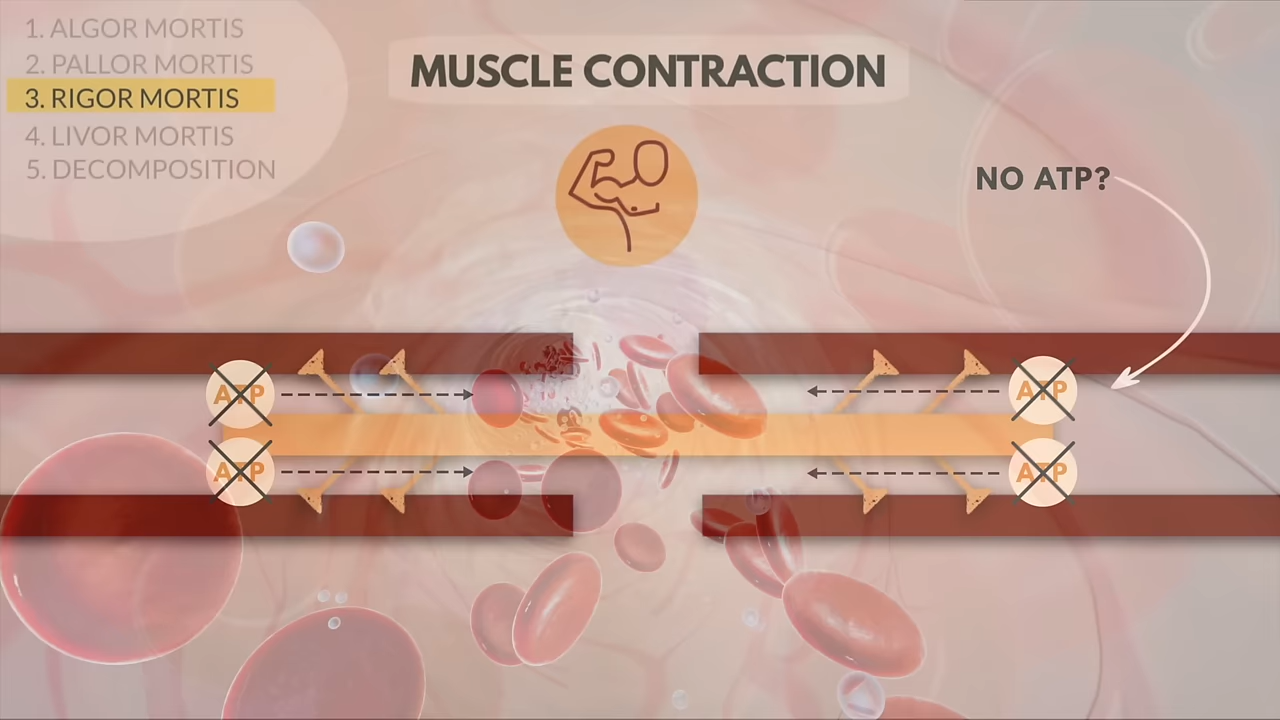 1. ALGOR MORTIS
2. PALLOR MORTIS
3. RIGOR MORTIS
4. LIVOR MORTIS
5. DECOMPOSITION
MUSCLE CONTRACTION
NO ATP?
ATP
ATP
ATP
ATP